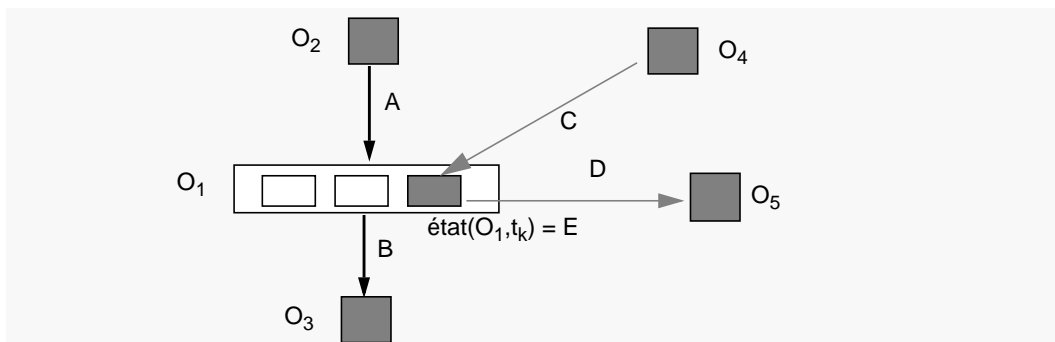 O2
O4
A
C
D
O1
O5
état(O1,tk) = E
B
O3